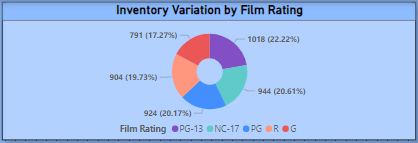 Inventory Variation by Film Rating
791 (17.27%)
1018 (22.22%)
904 (19.73%)
944 (20.61%)
924 (20.17%)
Film Rating PG-13 NC-17 PG R G